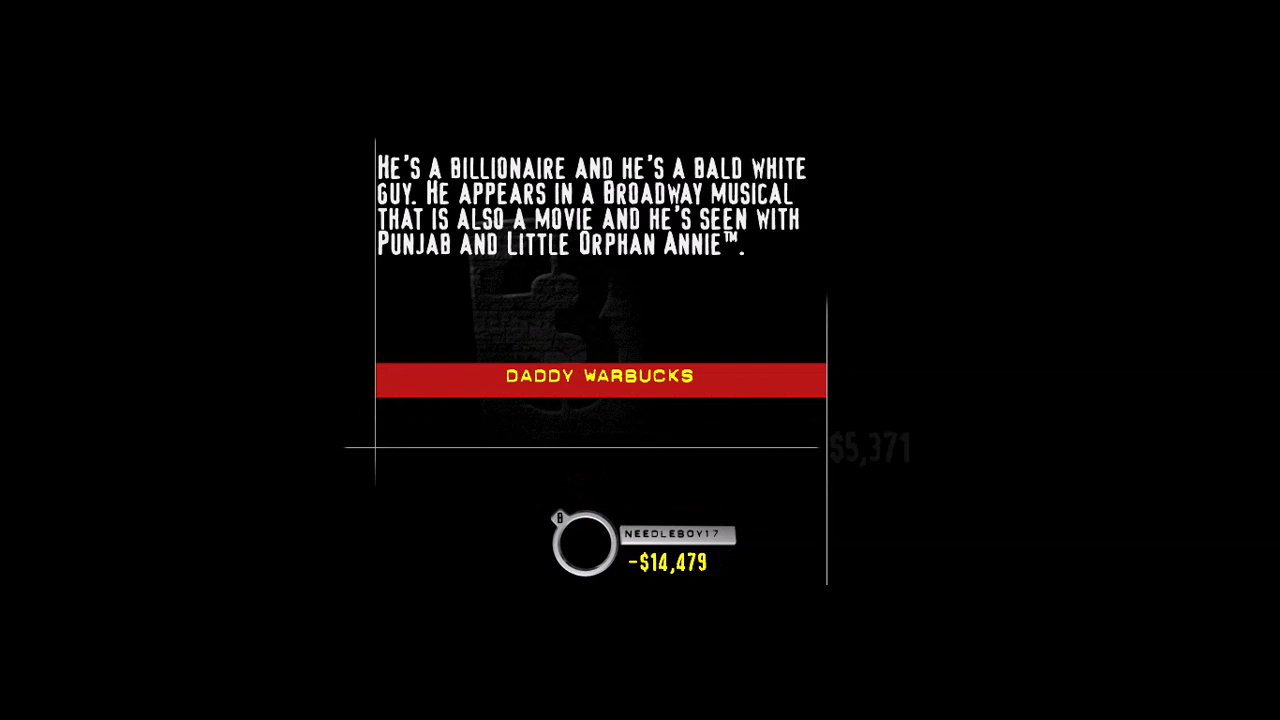 HE'S A BILLIONAIRE AND HE'S A BALD WHITE
GUY. HE APPEARS IN A BROADWAY MUSICAL
THAT IS ALSO A MOVIE AND HE'S SEEN WITH
PUNJAB AND LITTLE ORPHAN ANNIE™.
DADDY WARBUCKS
$5,371
NEEDLEBOY17
-$14,479